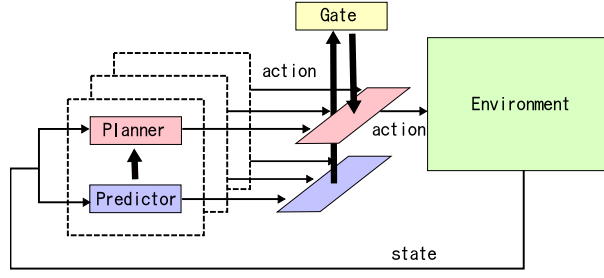 Gate
action
Environment
Planner
action
Predictor
state